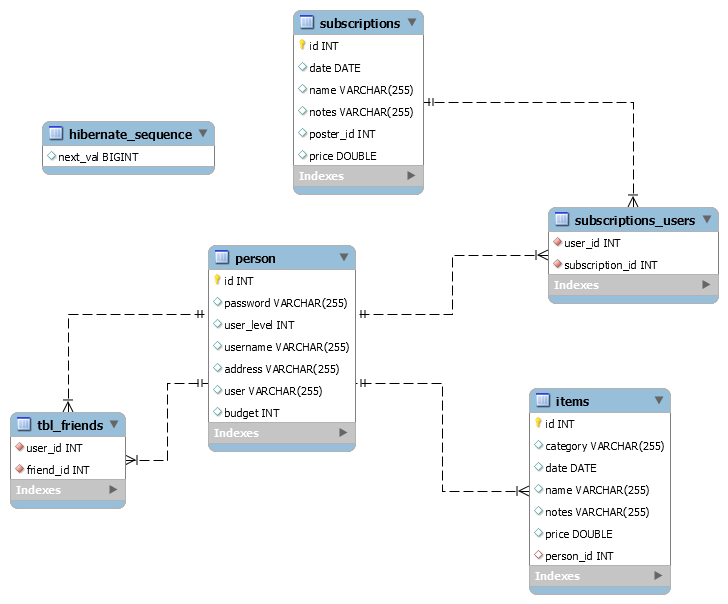 subscriptions
id INT
date DATE
name VARCHAR(255)
notes VARCHAR(255)
poster_id INT
price DOUBLE
Indexes
hibernate_sequence
next_val BIGINT
subscriptions_users
user_id INT
subscription_id INT
Indexes
person
id INT
password VARCHAR(255)
user_level INT
username VARCHAR(255)
address VARCHAR(255)
user VARCHAR(255)
budget INT
Indexes
tbl_friends
user_id INT
friend_id INT
Indexes
items
id INT
category VARCHAR(255)
date DATE
name VARCHAR(255)
notes VARCHAR(255)
price DOUBLE
person_id INT
Indexes